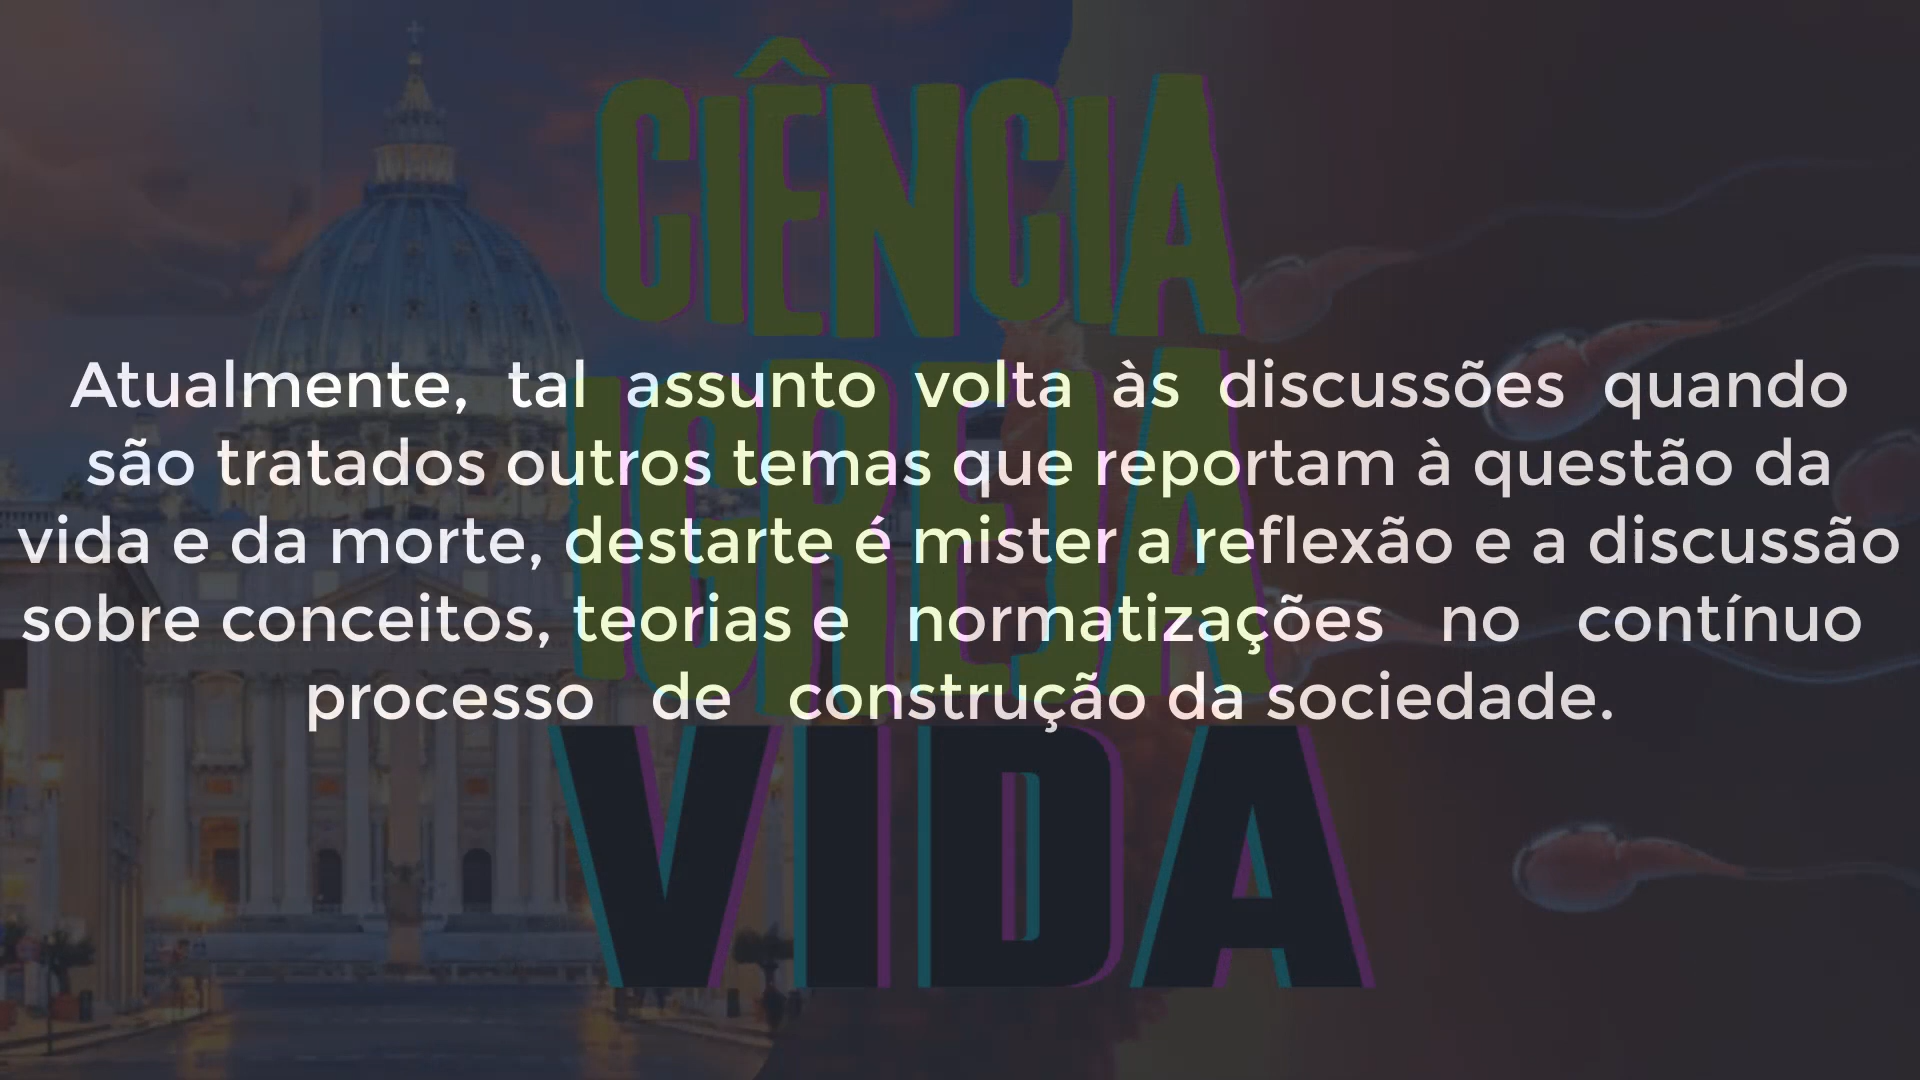 CIÊNCIA
IGREJA
VIDA
Atualmente, tal assunto volta às discussões quando
são tratados outros temas que reportam à questão da
vida e da morte, destarte é mister a reflexão e a discussão
sobre conceitos, teorias e normatizações no contínuo
processo de construção da sociedade.